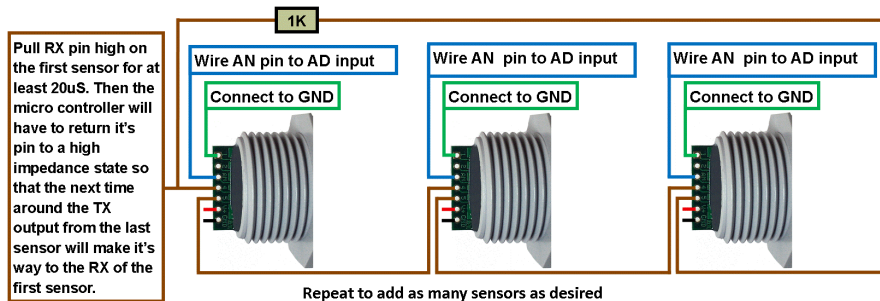 1K
Pull RX pin high on
the first sensor for at
least 20uS. Then the
micro controller will
have to return it's
pin to a high
impedance state so
that the next time
around the TX
output from the last
sensor will make it's
way to the RX of the
first sensor.
Wire AN pin to AD input
Connect to GND
Wire AN pin to AD input
Connect to GND
Wire AN pin to AD input
Connect to GND
Repeat to add as many sensors as desired